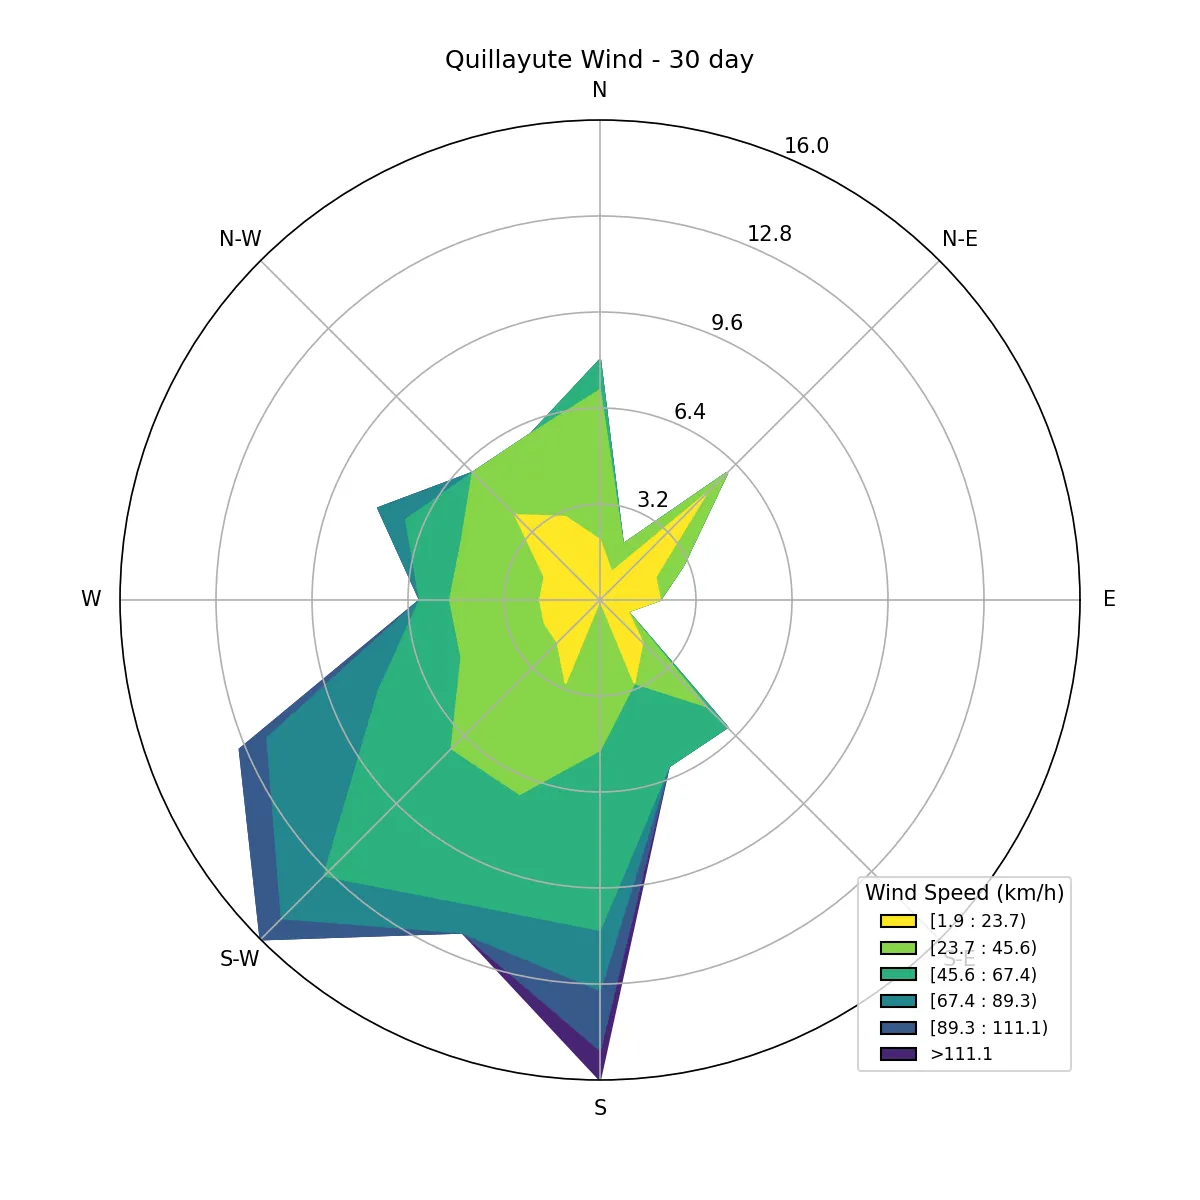 Quillayute Wind - 30 day
N
16.0
12.8
N-W
N-E
9.6
6.4
3.2
W
E
Wind Speed (km/h)
[1.9 : 23.7)
[23.7 : 45.6)
S-W
S-E
[45.6 : 67.4)
[67.4 : 89.3)
[89.3 : 111.1)
>111.1
S